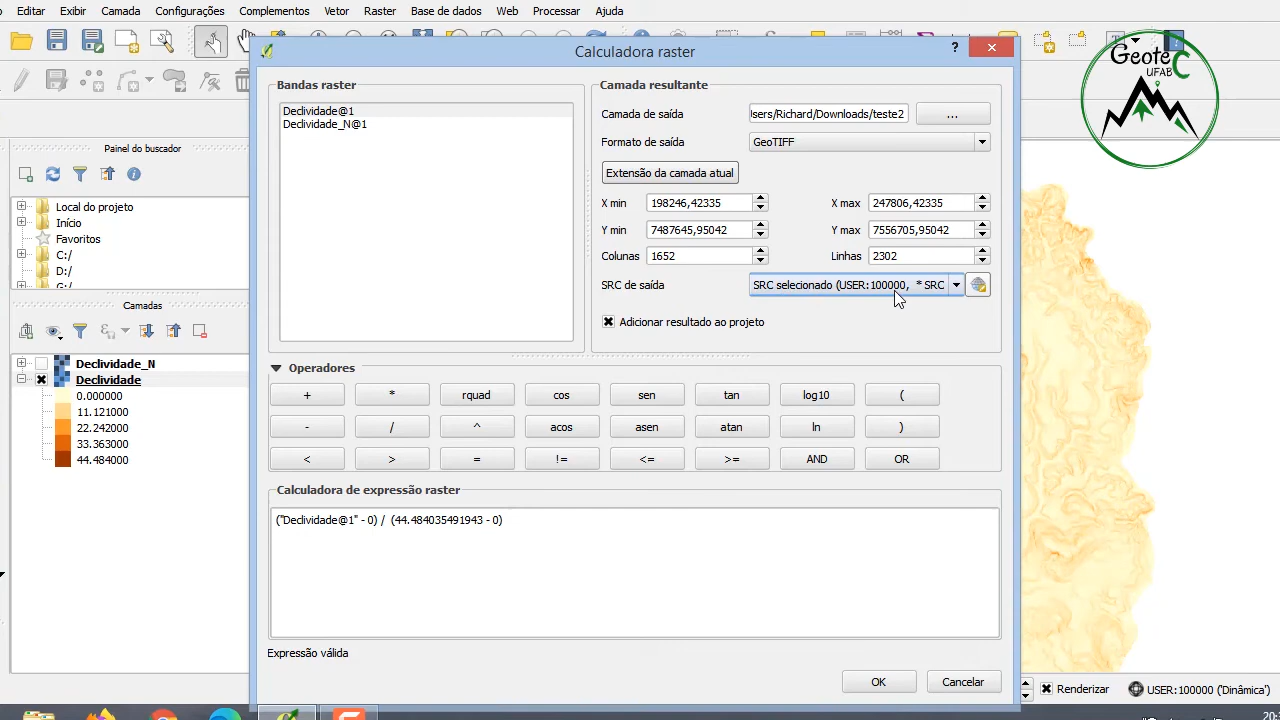 Editar Exibir Camada Configurações Complementos Vetor Raster Base de dados Web Processar Ajuda
Calculadora raster
?
Geotec
UFAB
Bandas raster
Declividade@1
Declividade_N@1
Camada resultante
Camada de saída
Jsers/Richard/Downloads/teste2
...
Formato de saída
GeoTIFF
Extensão da camada atual
X min 198246,42335 X max 247806,42335
Y min 7487645,95042 Y max 7556705,95042
Colunas 1652 Linhas 2302
SRC de saída SRC selecionado (USER:100000, * SRC
Adicionar resultado ao projeto
Painel do buscador
Local do projeto
Início
Favoritos
C:/
D:/
G:/
Camadas
Declividade_N
Declividade
0.000000
11.121000
22.242000
33.363000
44.484000
Operadores
+ * rquad cos sen tan log10 (
- / ^ acos asen atan ln )
< > = != <= >= AND OR
Calculadora de expressão raster
("Declividade@1" - 0) / (44.484035491943 - 0)
Expressão válida
OK Cancelar
Renderizar USER:100000 ('Dinâmica')